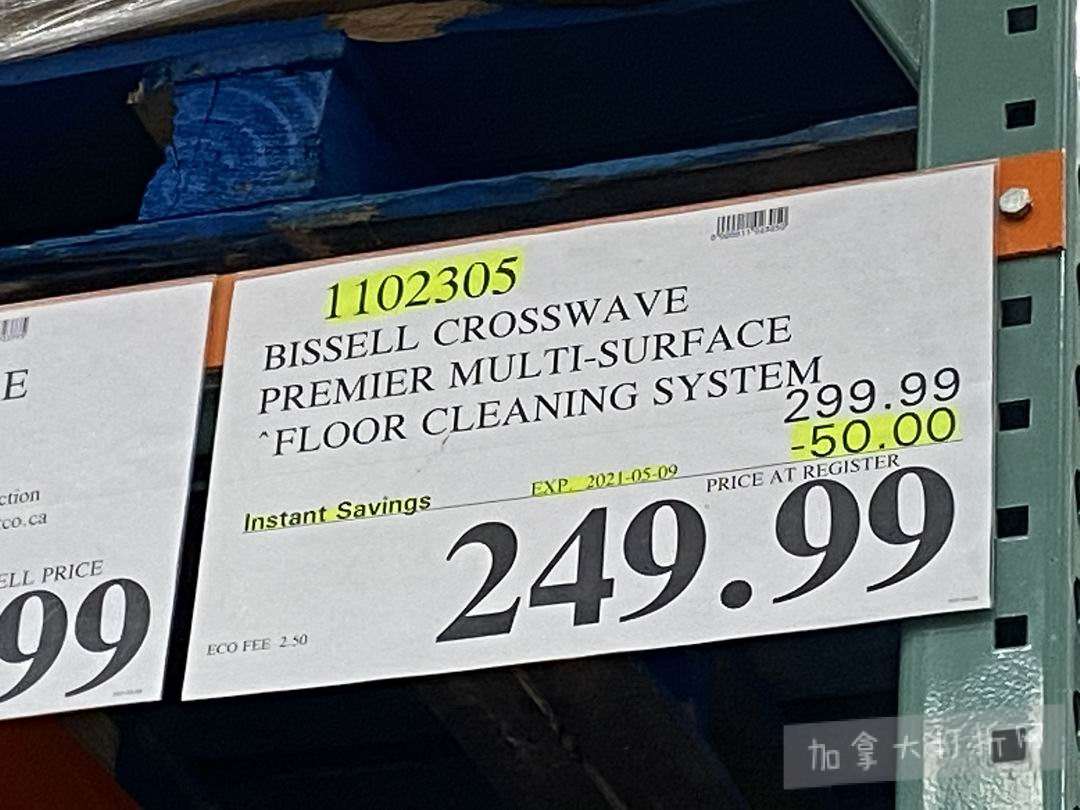 E
ction
co.ca
ELL PRICE
99
1102305
BISSELL CROSSWAVE
PREMIER MULTI-SURFACE
^FLOOR CLEANING SYSTEM
299.99
-50.00
Instant Savings EXP. 2021-05-09 PRICE AT REGISTER
249.99
ECO FEE 2.50
加拿大打折